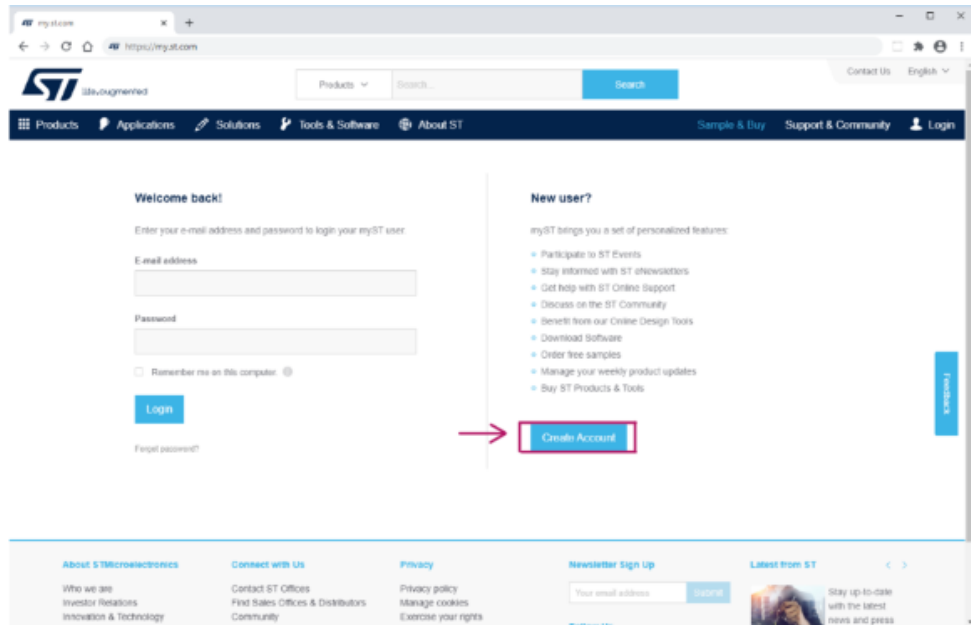 my.st.com
https://my.st.com
Contact Us English
ST life.augmented
Products Search... Search
Products Applications Solutions Tools & Software About ST Sample & Buy Support & Community Login
Welcome back!
Enter your e-mail address and password to login your myST user.
E-mail address
Password
Remember me on this computer.
Login
Forgot password?
New user?
myST brings you a set of personalized features:
Participate to ST Events
Stay informed with ST eNewsletters
Get help with ST Online Support
Discuss on the ST Community
Benefit from our Online Design Tools
Download Software
Order free samples
Manage your weekly product updates
Buy ST Products & Tools
Create Account
Feedback
About STMicroelectronics
Who we are
Investor Relations
Innovation & Technology
Connect with Us
Contact ST Offices
Find Sales Offices & Distributors
Community
Privacy
Privacy policy
Manage cookies
Exercise your rights
Newsletter Sign Up
Your email address Submit
Latest from ST
Stay up-to-date
with the latest
news and press